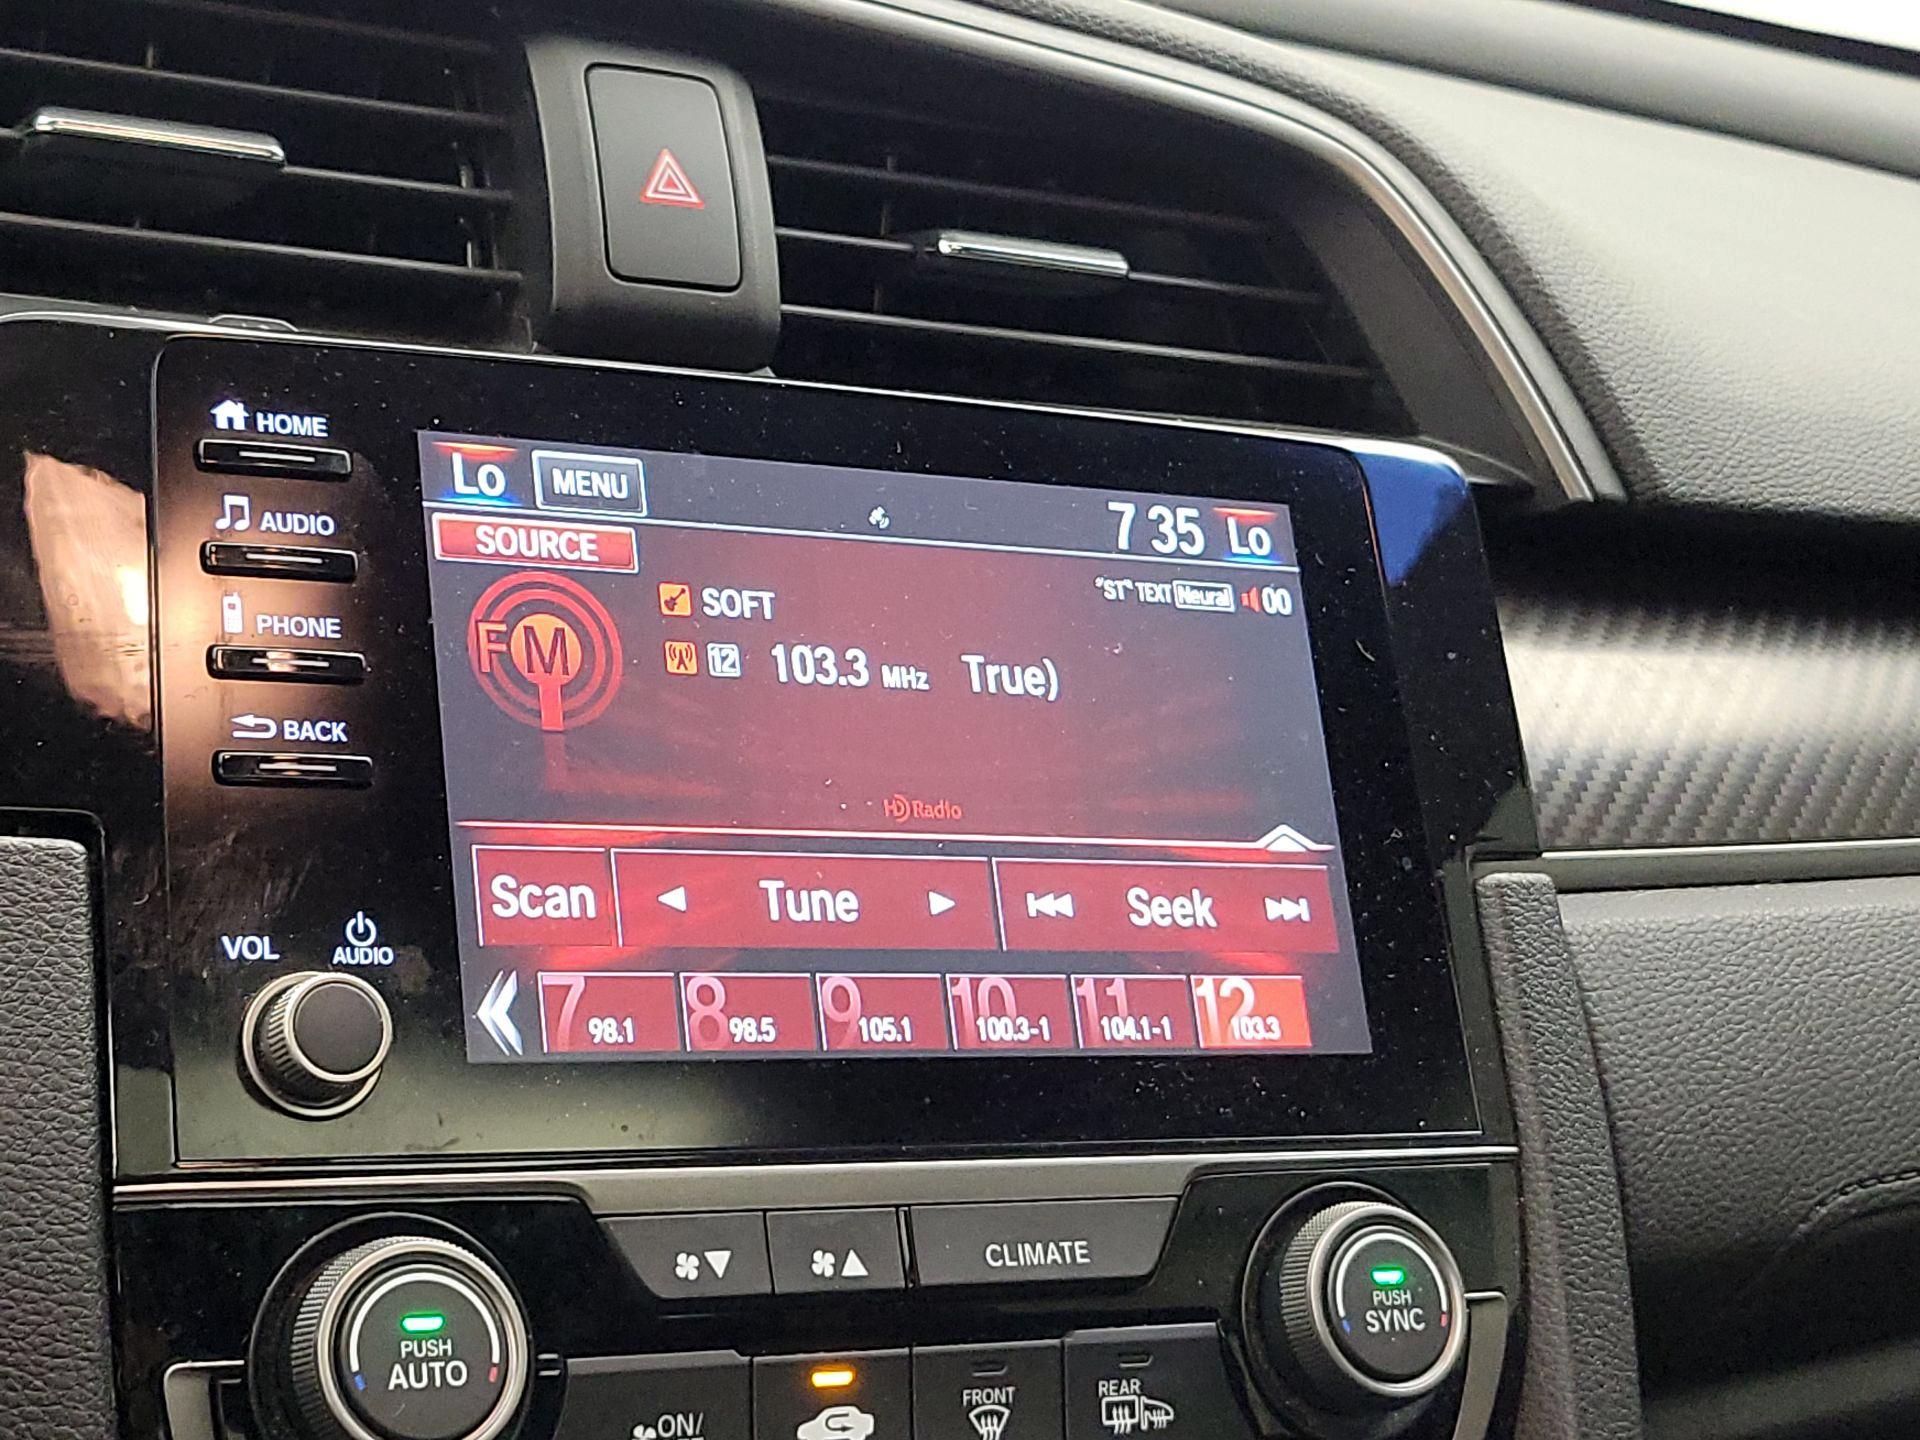 HOME
AUDIO
PHONE
BACK
VOL
AUDIO
Lo MENU 7 35 Lo
SOURCE
"ST" TEXT Neural 00
FM
SOFT
12 103.3 MHz True)
HD Radio
Scan Tune Seek
7 98.1 8 98.5 9 105.1 10 100.3-1 11 104.1-1 12 103.3
CLIMATE
PUSH
AUTO
PUSH
SYNC
ON/
FRONT
REAR